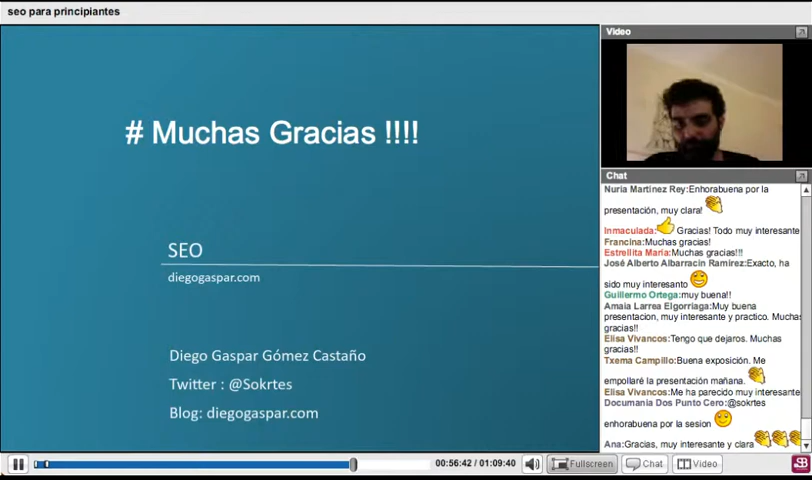 seo para principiantes
# Muchas Gracias !!!!
SEO
diegogaspar.com
Diego Gaspar Gómez Castaño
Twitter : @Sokrtes
Blog: diegogaspar.com
Video
Chat
Nuria Martínez Rey:Enhorabuena por la
presentación, muy clara!
Inmaculada: Gracias! Todo muy interesante
Francina:Muchas gracias!
Estrellita Maria:Muchas gracias!!!
José Alberto Albarracin Ramirez:Exacto, ha
sido muy interesanto
Guillermo Ortega:muy buena!!
Amaia Larrea Elgorriaga:Muy buena
presentacion, muy interesante y practico. Muchas
gracias!!
Elisa Vivancos:Tengo que dejaros. Muchas
gracias!!
Txema Campillo:Buena exposición. Me
empollaré la presentación mañana.
Elisa Vivancos:Me ha parecido muy interesante
Documania Dos Punto Cero:@sokrtes
enhorabuena por la sesion
Ana:Gracias, muy interesante y clara
00:56:42 / 01:09:40
Fullscreen
Chat
Video
SB